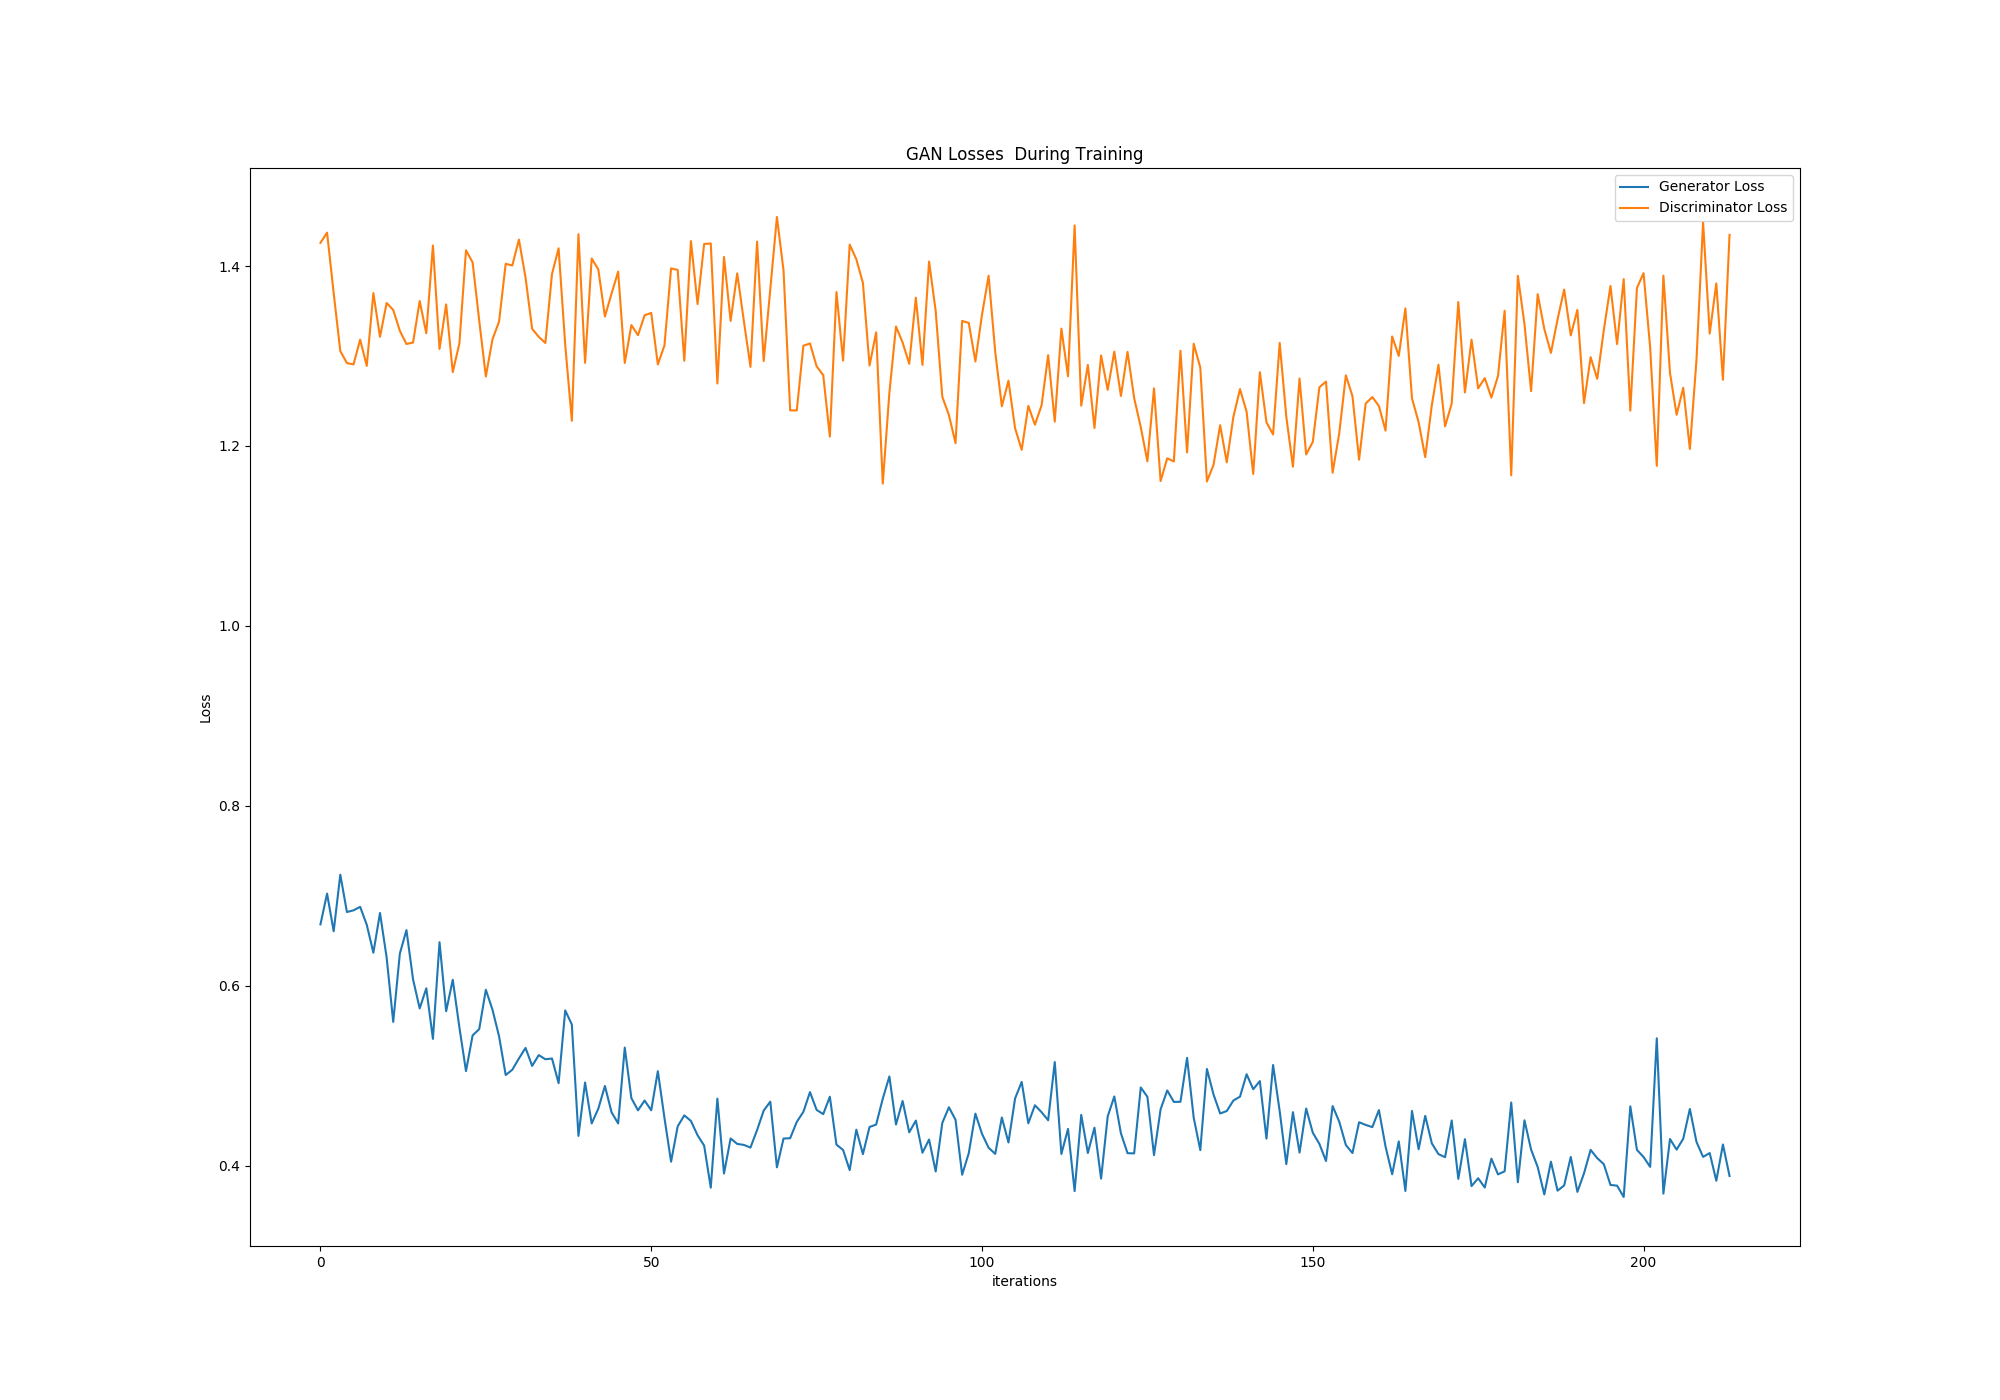 GAN Losses  During Training
Generator Loss
Discriminator Loss
1.4
1.2
1.0
0.8
0.6
0.4
Loss
0
50
100
150
200
iterations